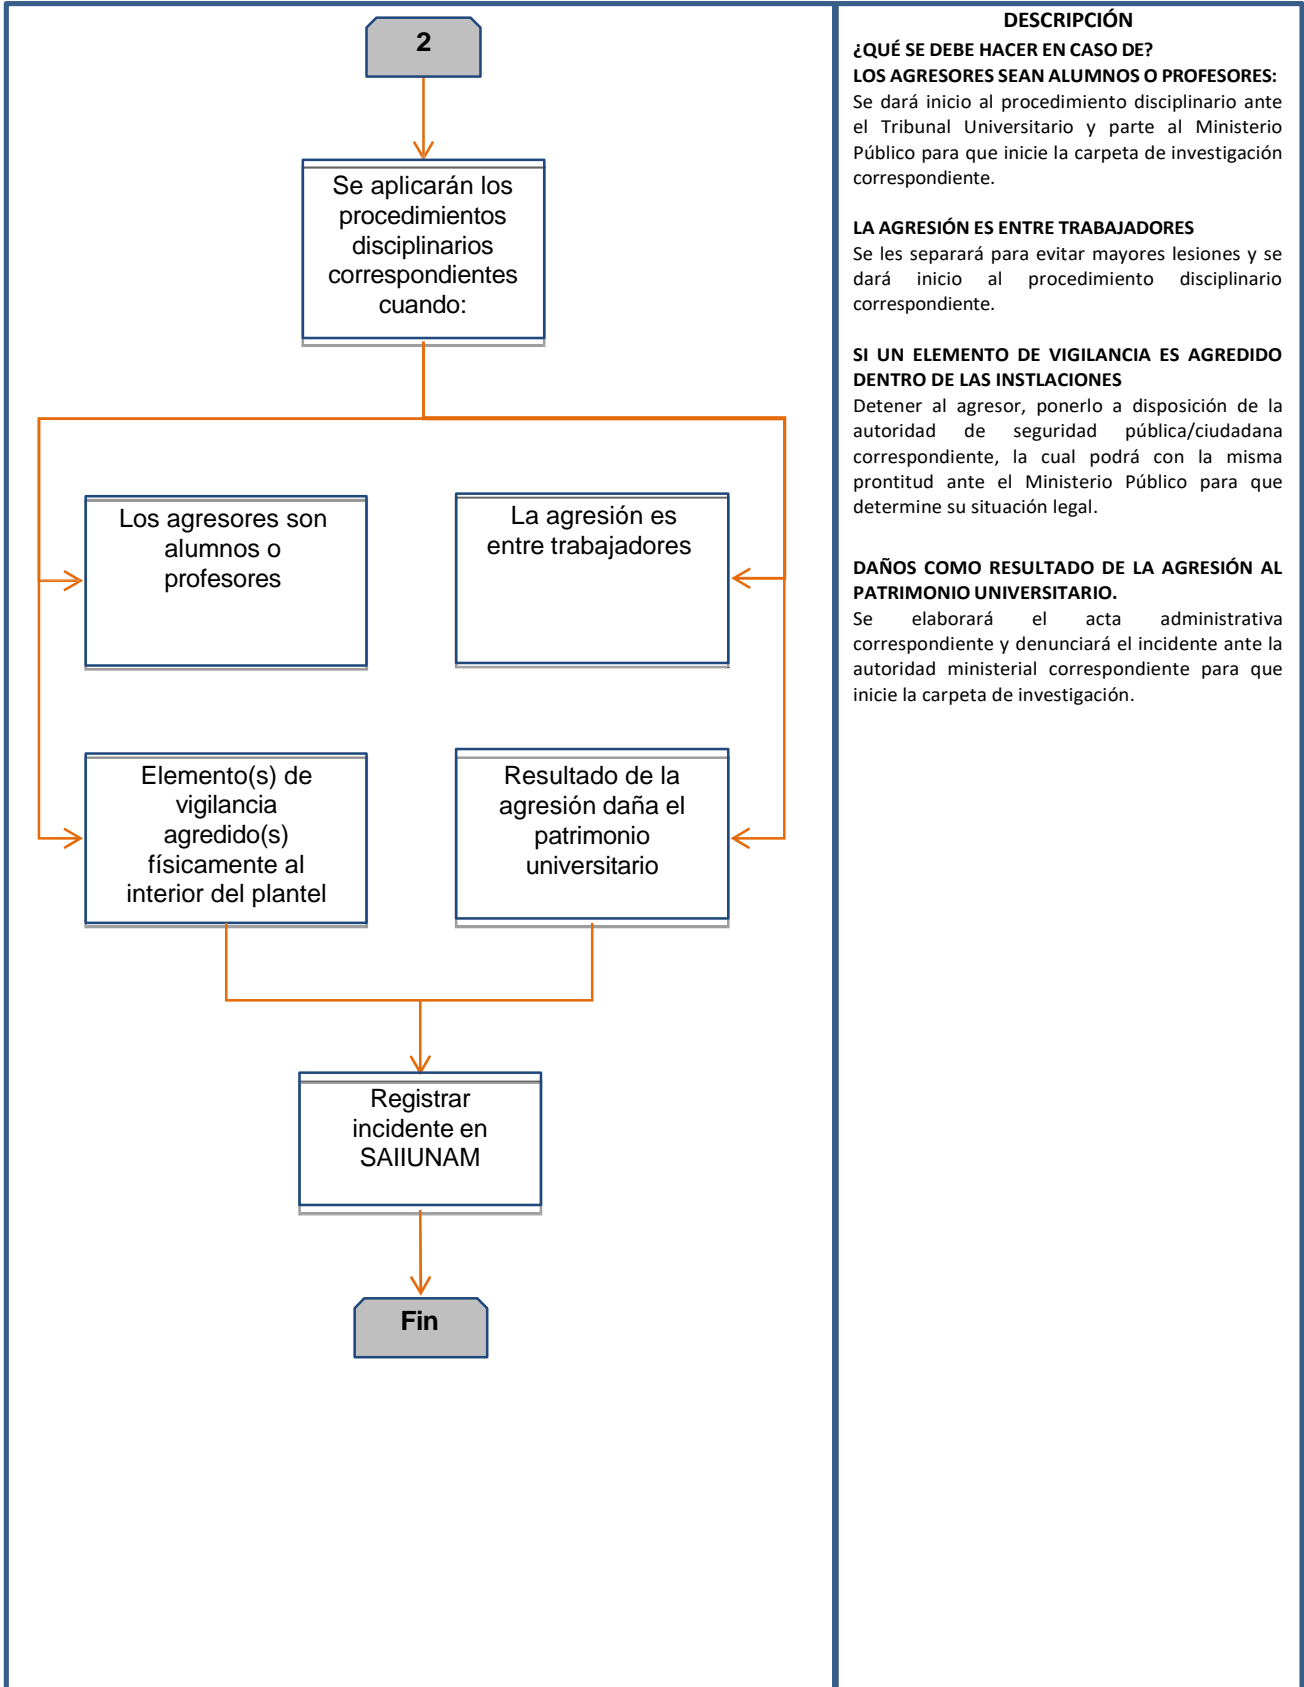 2
Se aplicarán los
procedimientos
disciplinarios
correspondientes
cuando:
Los agresores son
alumnos o
profesores
La agresión es
entre trabajadores
Elemento(s) de
vigilancia
agredido(s)
físicamente al
interior del plantel
Resultado de la
agresión daña el
patrimonio
universitario
Registrar
incidente en
SAIIUNAM
Fin
DESCRIPCIÓN
¿QUÉ SE DEBE HACER EN CASO DE?
LOS AGRESORES SEAN ALUMNOS O PROFESORES:
Se dará inicio al procedimiento disciplinario ante
el Tribunal Universitario y parte al Ministerio
Público para que inicie la carpeta de investigación
correspondiente.
LA AGRESIÓN ES ENTRE TRABAJADORES
Se les separará para evitar mayores lesiones y se
dará inicio al procedimiento disciplinario
correspondiente.
SI UN ELEMENTO DE VIGILANCIA ES AGREDIDO
DENTRO DE LAS INSTLACIONES
Detener al agresor, ponerlo a disposición de la
autoridad de seguridad pública/ciudadana
correspondiente, la cual podrá con la misma
prontitud ante el Ministerio Público para que
determine su situación legal.
DAÑOS COMO RESULTADO DE LA AGRESIÓN AL
PATRIMONIO UNIVERSITARIO.
Se elaborará el acta administrativa
correspondiente y denunciará el incidente ante la
autoridad ministerial correspondiente para que
inicie la carpeta de investigación.